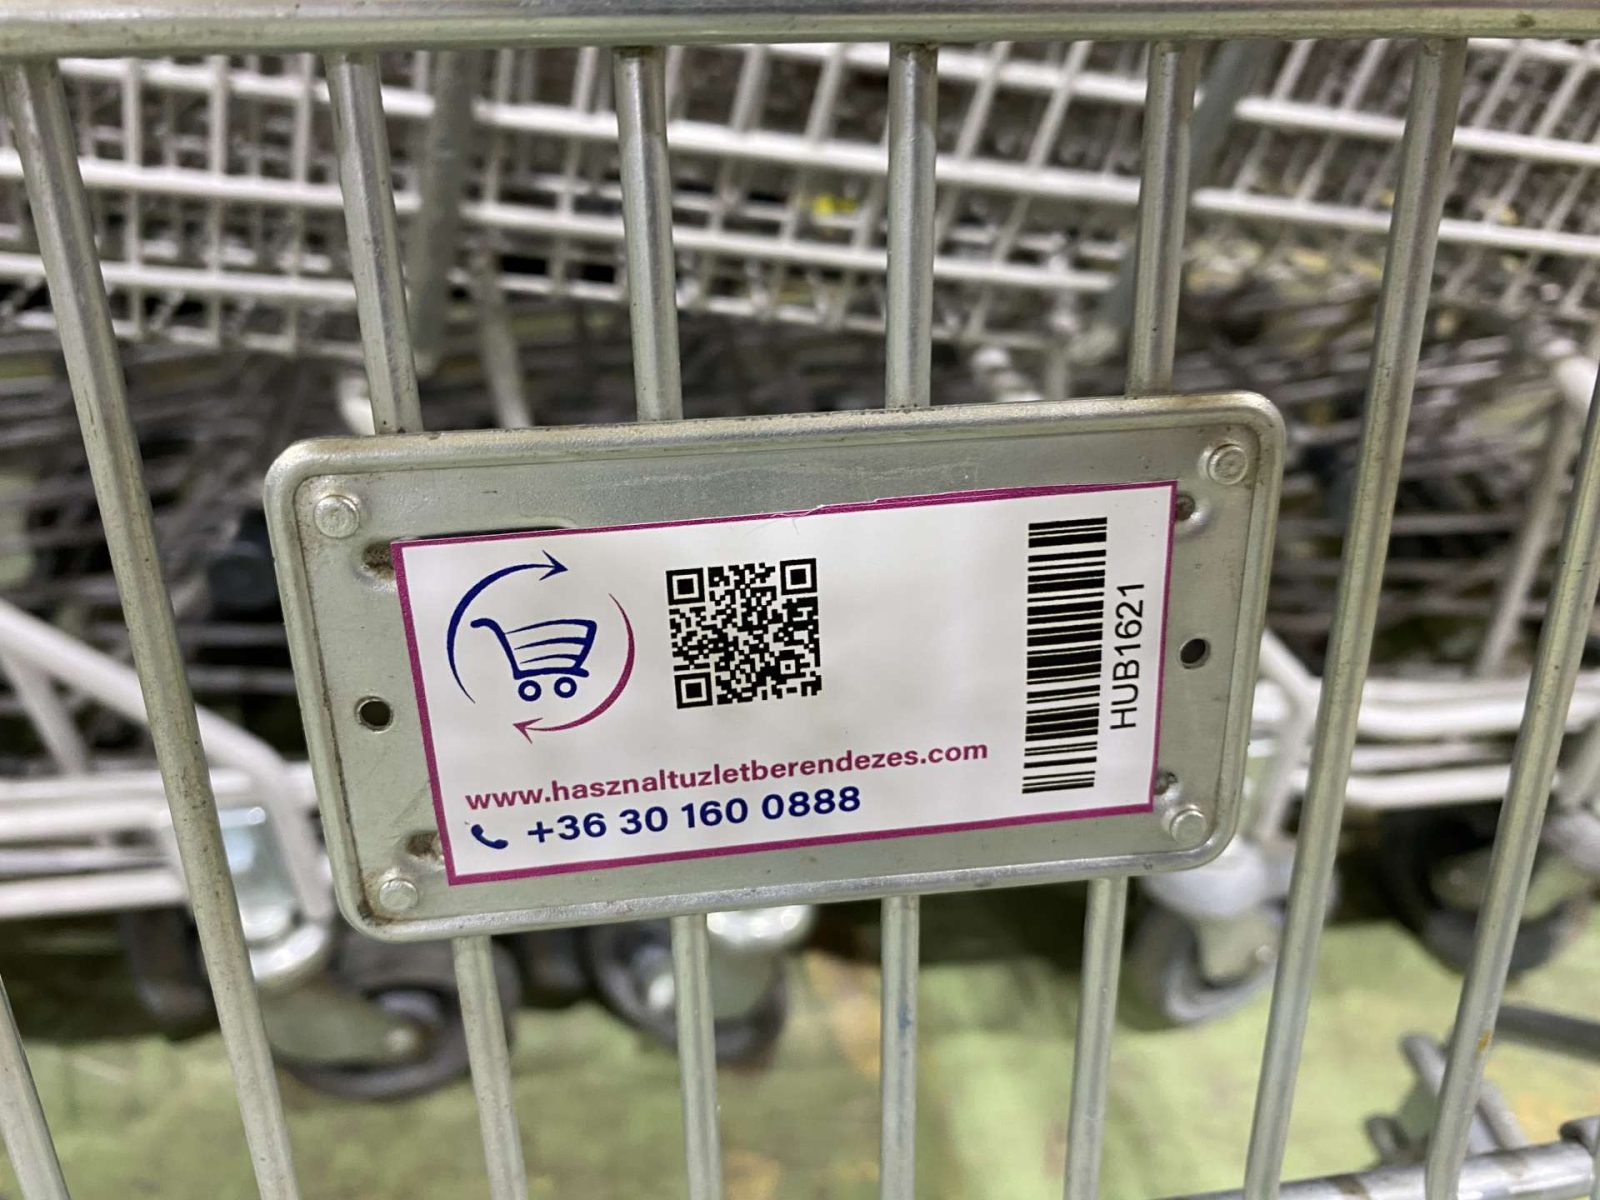 www.hasznaltuzletberendezes.com
+36 30 160 0888
HUB1621